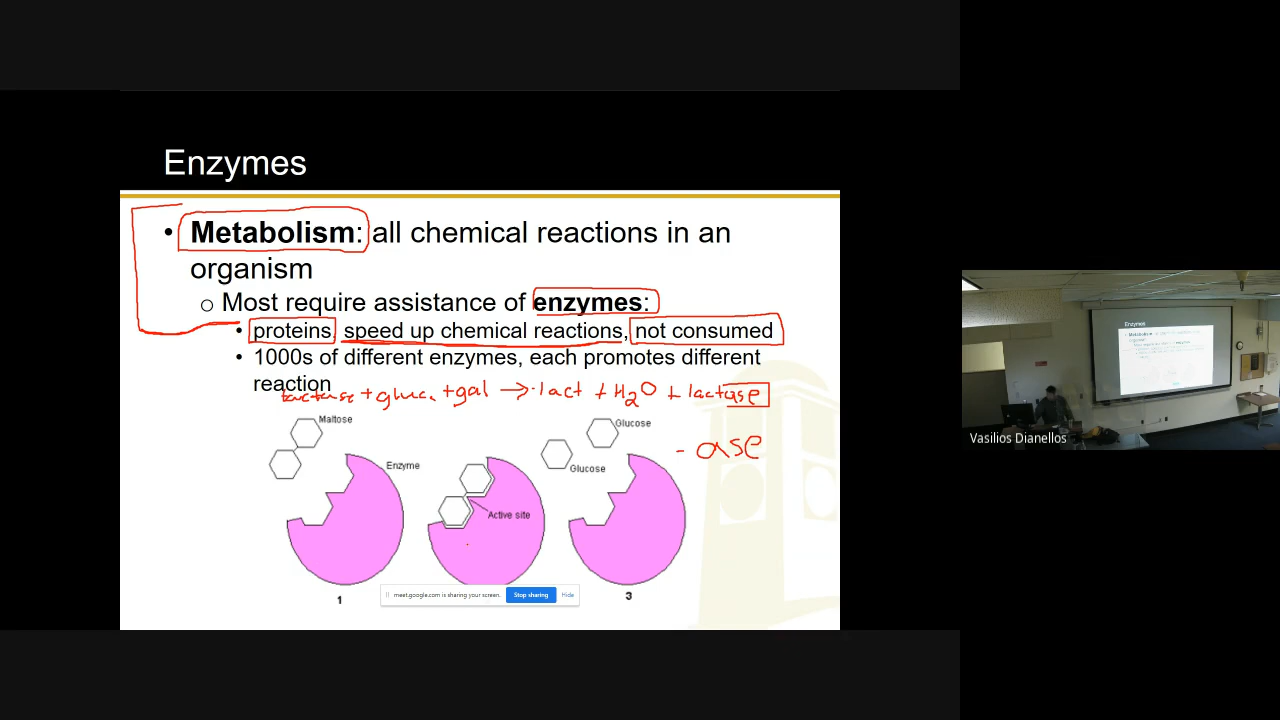 Enzymes
• Metabolism: all chemical reactions in an
organism
o Most require assistance of enzymes:
• proteins speed up chemical reactions, not consumed
• 1000s of different enzymes, each promotes different
reaction
+ gluc. + gal → lact + H2O + lactase
- ase
Maltose
Enzyme
Active site
Glucose
Glucose
1
3
meet.google.com is sharing your screen. Stop sharing Hide
Enzymes
Vasilios Dianellos